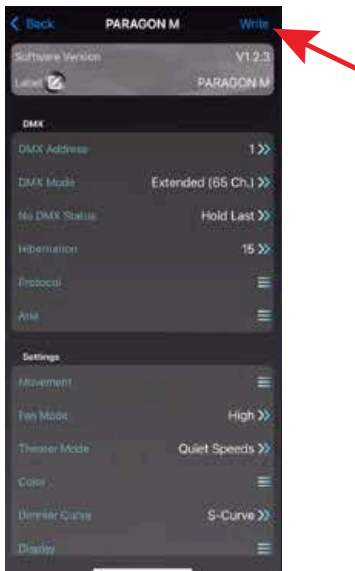 Back PARAGON M Write
Software Version V1.2.3
Label PARAGON M
DMX
DMX Address 1
DMX Mode Extended (65 Ch.)
No DMX Status Hold Last
Hibernation 15
Protocol
Aria
Settings
Movement
Fan Mode High
Theater Mode Quiet Speeds
Color
Dimmer Curve S-Curve
Display